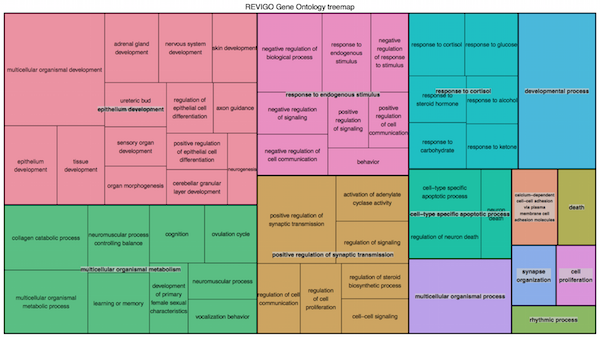 REVIGO Gene Ontology treemap
multicellular organismal development
adrenal gland
development
nervous system
development
skin development
ureteric bud
development
regulation of
epithelial cell
differentiation
axon guidance
epithelium development
epithelium
development
tissue
development
sensory organ
development
positive regulation
of epithelial cell
differentiation
neurogenesis
organ morphogenesis
cerebellar granular
layer development
negative regulation of
biological process
response to
endogenous
stimulus
negative
regulation
of response
to stimulus
response to endogenous stimulus
negative regulation
of signaling
positive
regulation
of signaling
positive
regulation
of cell
communication
negative regulation of
cell communication
behavior
response to cortisol
response to glucose
response to
steroid hormone
response to cortisol
response to alcohol
response to
carbohydrate
response to ketone
developmental process
collagen catabolic process
neuromuscular process
controlling balance
cognition
ovulation cycle
multicellular organismal metabolism
multicellular organismal
metabolic process
learning or memory
development
of primary
female sexual
characteristics
neuromuscular process
vocalization behavior
positive regulation of
synaptic transmission
activation of adenylate
cyclase activity
regulation of signaling
positive regulation of synaptic transmission
regulation of cell
communication
regulation
of cell
proliferation
regulation of steroid
biosynthetic process
cell-cell signaling
cell-type specific
apoptotic process
neuron
death
cell-type specific apoptotic process
regulation of neuron death
calcium-dependent
cell-cell adhesion
via plasma
membrane cell
adhesion molecules
death
multicellular organismal process
synapse
organization
cell
proliferation
rhythmic process